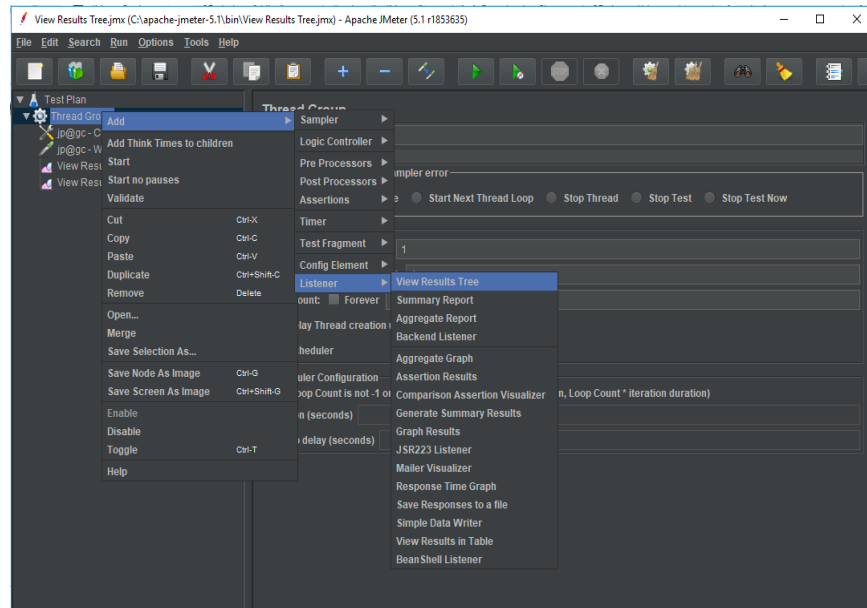 View Results Tree.jmx (C:\apache-jmeter-5.1\bin\View Results Tree.jmx) - Apache JMeter (5.1 r1853635)
File Edit Search Run Options Tools Help
Test Plan
Thread Gro
jp@gc - C
jp@gc - W
View Resu
View Resu
Thread Group
Add
Add Think Times to children
Start
Start no pauses
Validate
Cut Ctrl-X
Copy Ctrl-C
Paste Ctrl-V
Duplicate Ctrl+Shift-C
Remove Delete
Open...
Merge
Save Selection As...
Save Node As Image Ctrl-G
Save Screen As Image Ctrl+Shift-G
Enable
Disable
Toggle Ctrl-T
Help
Sampler
Logic Controller
Pre Processors
Post Processors
Assertions
Timer
Test Fragment
Config Element
Listener
View Results Tree
Summary Report
Aggregate Report
Backend Listener
Aggregate Graph
Assertion Results
Comparison Assertion Visualizer
Generate Summary Results
Graph Results
JSR223 Listener
Mailer Visualizer
Response Time Graph
Save Responses to a file
Simple Data Writer
View Results in Table
BeanShell Listener
ampler error
e Start Next Thread Loop Stop Thread Stop Test Stop Test Now
1
ount: Forever
lay Thread creation
heduler
uler Configuration
oop Count is not -1 or n, Loop Count * iteration duration)
n (seconds)
delay (seconds)